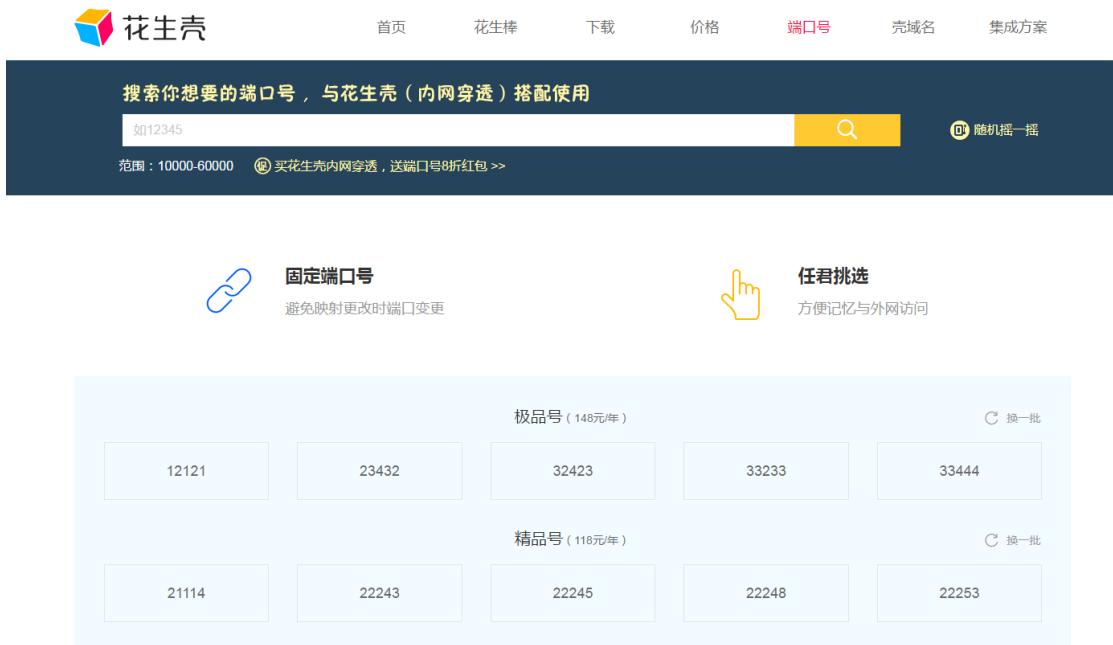 花生壳 首页 花生棒 下载 价格 端口号 壳域名 集成方案
搜索你想要的端口号，与花生壳（内网穿透）搭配使用
如12345
随机摇一摇
范围：10000-60000 促 买花生壳内网穿透，送端口号8折红包 >>
固定端口号
避免映射更改时端口变更
任君挑选
方便记忆与外网访问
极品号（148元/年） 换一批
12121 23432 32423 33233 33444
精品号（118元/年） 换一批
21114 22243 22245 22248 22253